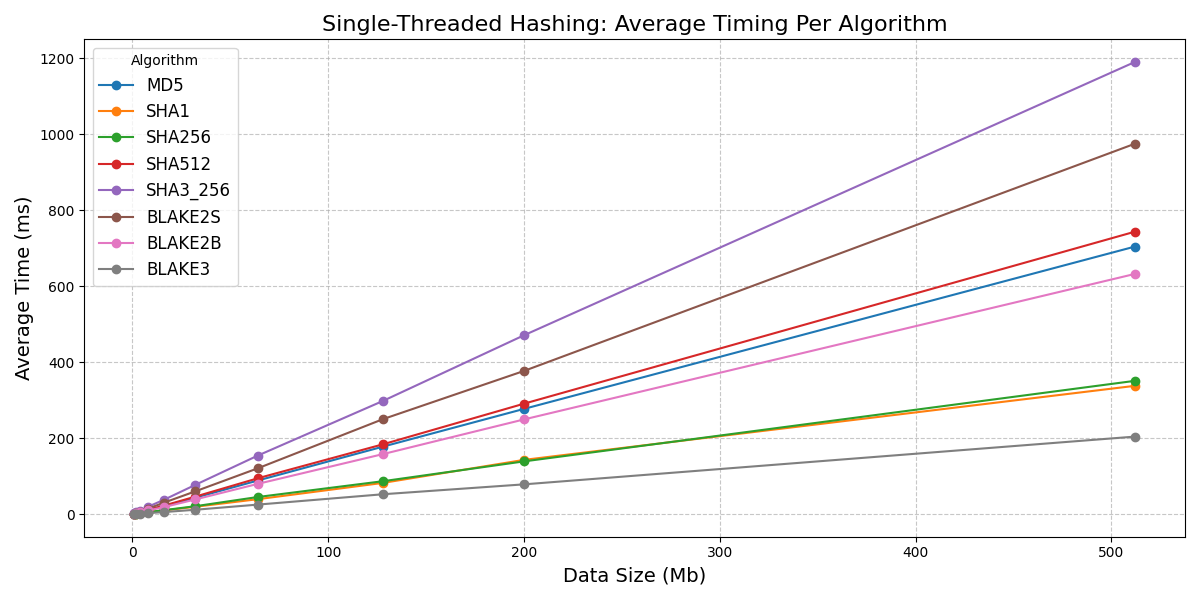 Single-Threaded Hashing: Average Timing Per Algorithm
Algorithm
MD5
SHA1
SHA256
SHA512
SHA3_256
BLAKE2S
BLAKE2B
BLAKE3
Average Time (ms)
1200
1000
800
600
400
200
0
0 100 200 300 400 500
Data Size (Mb)